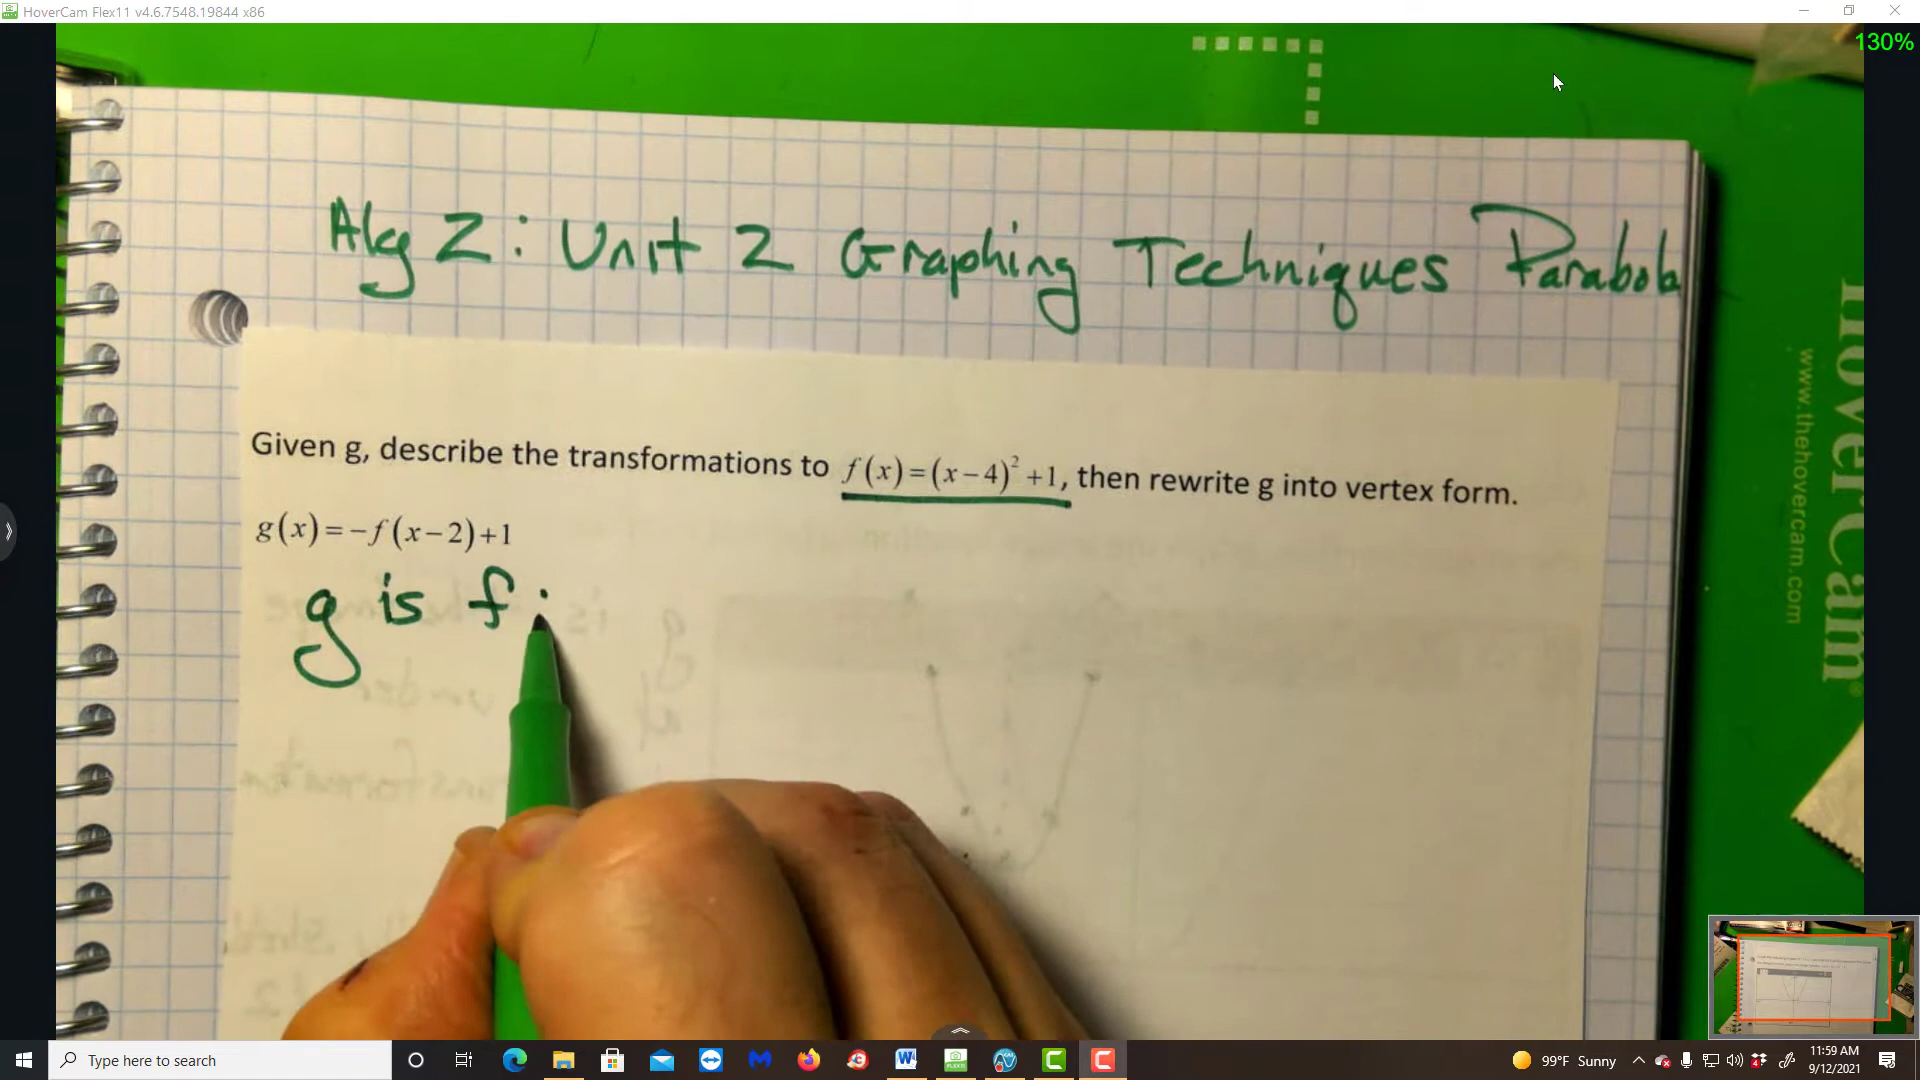 HoverCam Flex11 v4.6.7548.19844 x86
130%
Alg 2: Unit 2 Graphing Techniques Parabola
Given g, describe the transformations to f(x)=(x−4)²+1, then rewrite g into vertex form.
g(x)=−f(x−2)+1
g is f
HoverCam
www.thehovercam.com
Type here to search
99°F Sunny
11:59 AM
9/12/2021